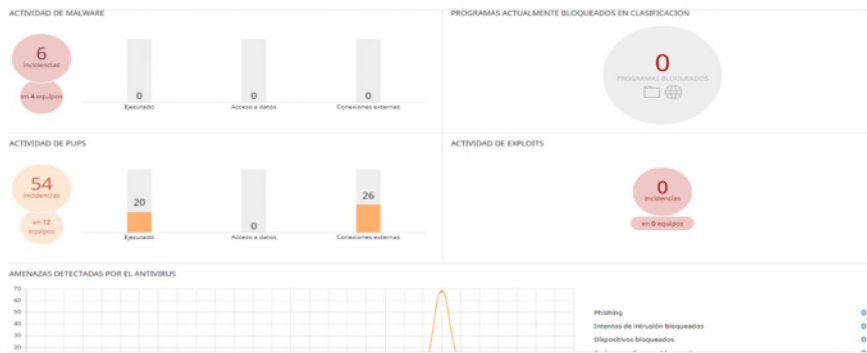 ACTIVIDAD DE MALWARE
6
incidencias
en 4 equipos
0
Ejecutado
0
Acceso a datos
0
Conexiones externas
PROGRAMAS ACTUALMENTE BLOQUEADOS EN CLASIFICACION
0
PROGRAMAS BLOQUEADOS
ACTIVIDAD DE PUPS
54
incidencias
en 12
equipos
20
Ejecutado
0
Acceso a datos
26
Conexiones externas
ACTIVIDAD DE EXPLOITS
0
incidencias
en 0 equipos
AMENAZAS DETECTADAS POR EL ANTIVIRUS
70
60
50
40
30
20
Phishing 0
Intentos de intrusión bloqueados 0
Dispositivos bloqueados 0